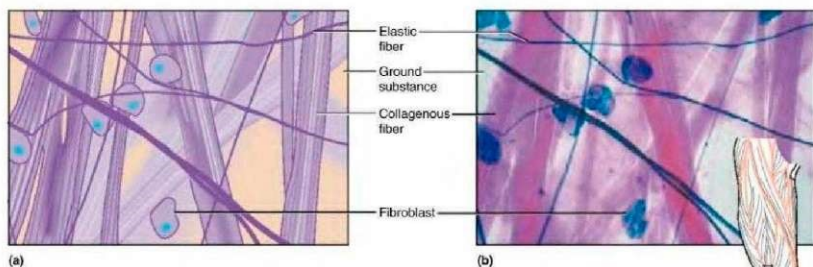 Elastic
fiber
Ground
substance
Collagenous
fiber
Fibroblast
(a)
(b)